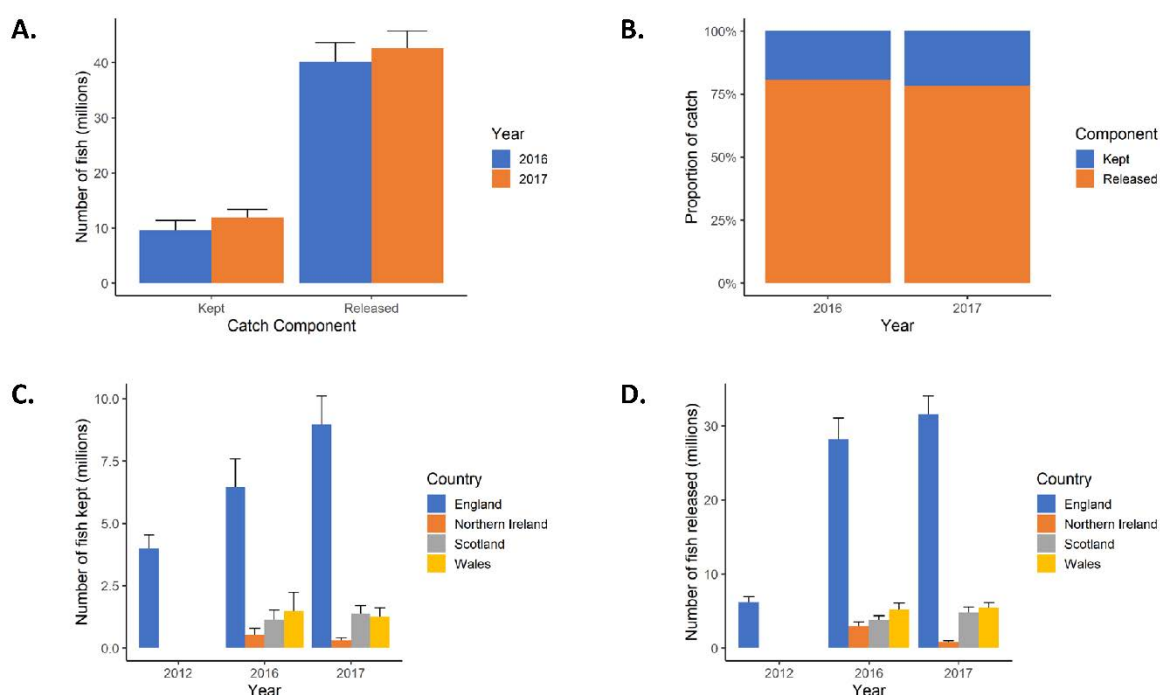 A.
Number of fish (millions)
40
30
20
10
0
Kept
Released
Catch Component
Year
2016
2017
B.
Proportion of catch
100%
75%
50%
25%
0%
2016
2017
Year
Component
Kept
Released
C.
Number of fish kept (millions)
10.0
7.5
5.0
2.5
0.0
2012
2016
2017
Year
Country
England
Northern Ireland
Scotland
Wales
D.
Number of fish released (millions)
30
20
10
0
2012
2016
2017
Year
Country
England
Northern Ireland
Scotland
Wales